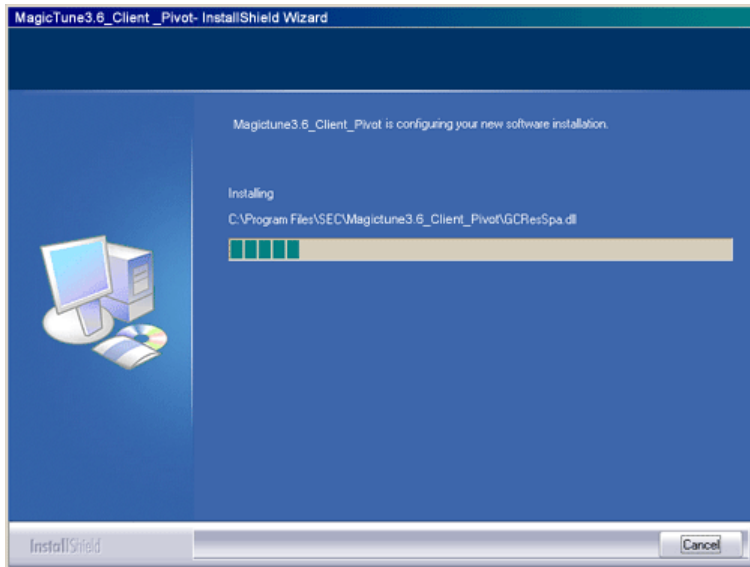 MagicTune3.6_Client _Pivot- InstallShield Wizard
Magictune3.6_Client_Pivot is configuring your new software installation.
Installing
C:\Program Files\SEC\Magictune3.6_Client_Pivot\GCResSpa.dll
InstallShield
Cancel